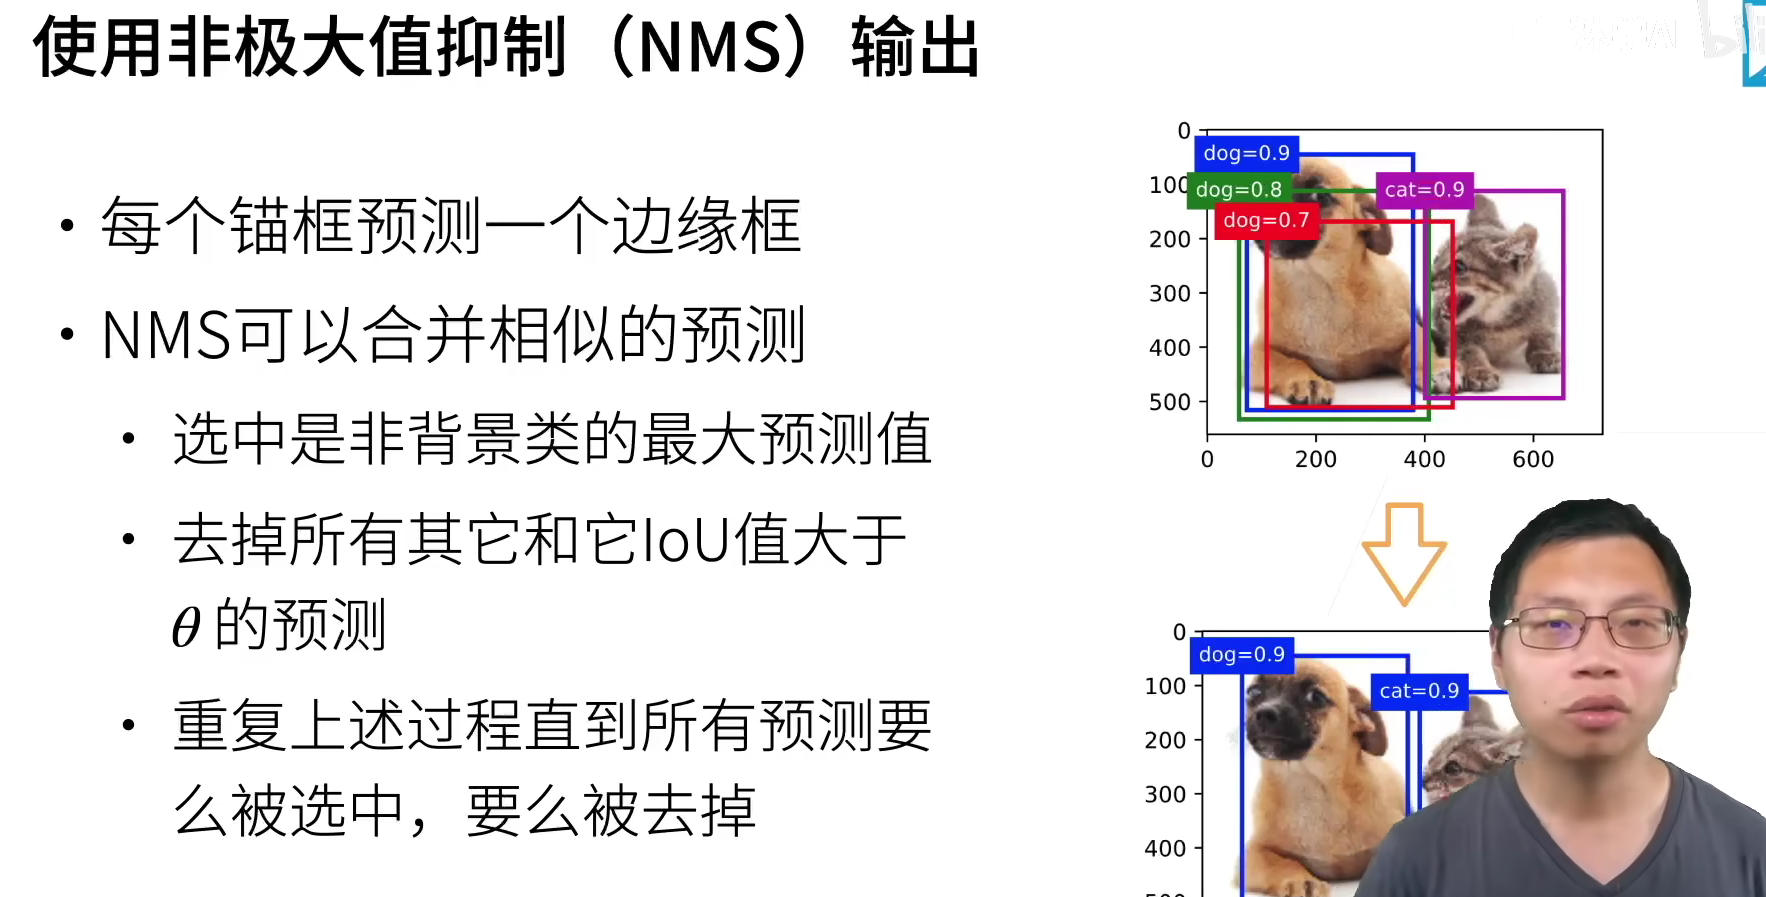 使用非极大值抑制（NMS）输出
• 每个锚框预测一个边缘框
• NMS可以合并相似的预测
• 选中是非背景类的最大预测值
• 去掉所有其它和它IoU值大于
θ 的预测
• 重复上述过程直到所有预测要
么被选中，要么被去掉
0
dog=0.9
100
dog=0.8
cat=0.9
dog=0.7
200
300
400
500
0 200 400 600
0
dog=0.9
100
cat=0.9
200
300
400